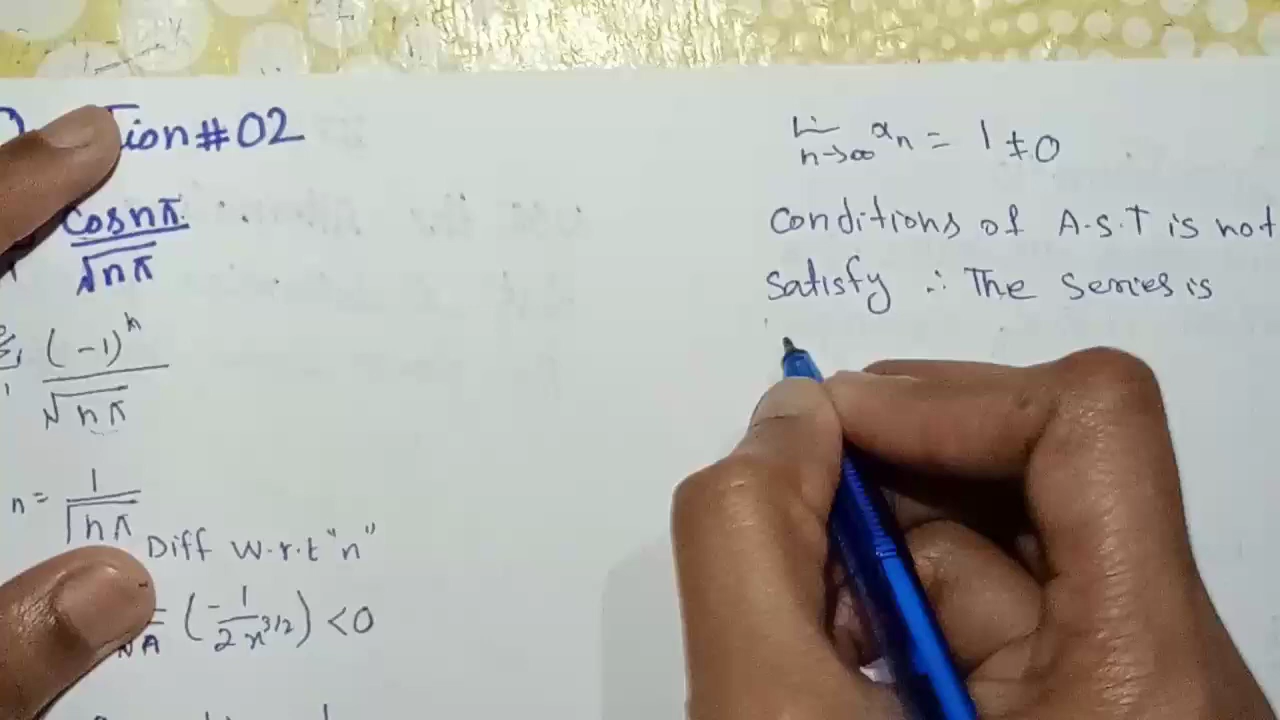 tion #02
cosnπ
√nπ
(-1)^n
√nπ
n = 1
√nπ
Diff w.r.t "n"
(-1/2x^3/2) < 0
lim n→∞ an = 1 ≠ 0
conditions of A.S.T is not
satisfy ∴ The series is